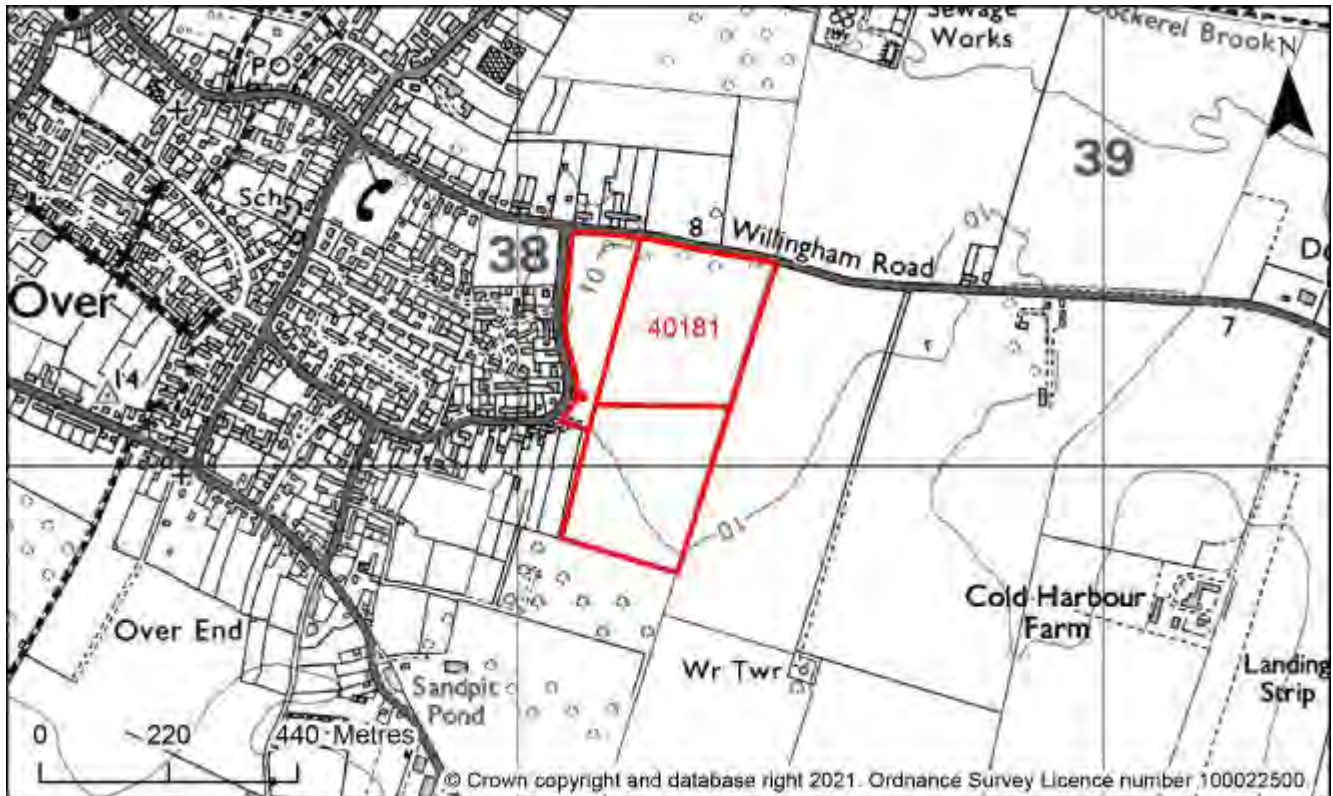 Sewage
Works
Cockerel Brook
N
PO
39
Sch
8
Willingham Road
38
10
10
Over
40181
7
14
10
Cold Harbour
Farm
Over End
Wr Twr
Landing
Strip
Sandpit
Pond
0 220 440 Metres
© Crown copyright and database right 2021. Ordnance Survey Licence number 100022500.